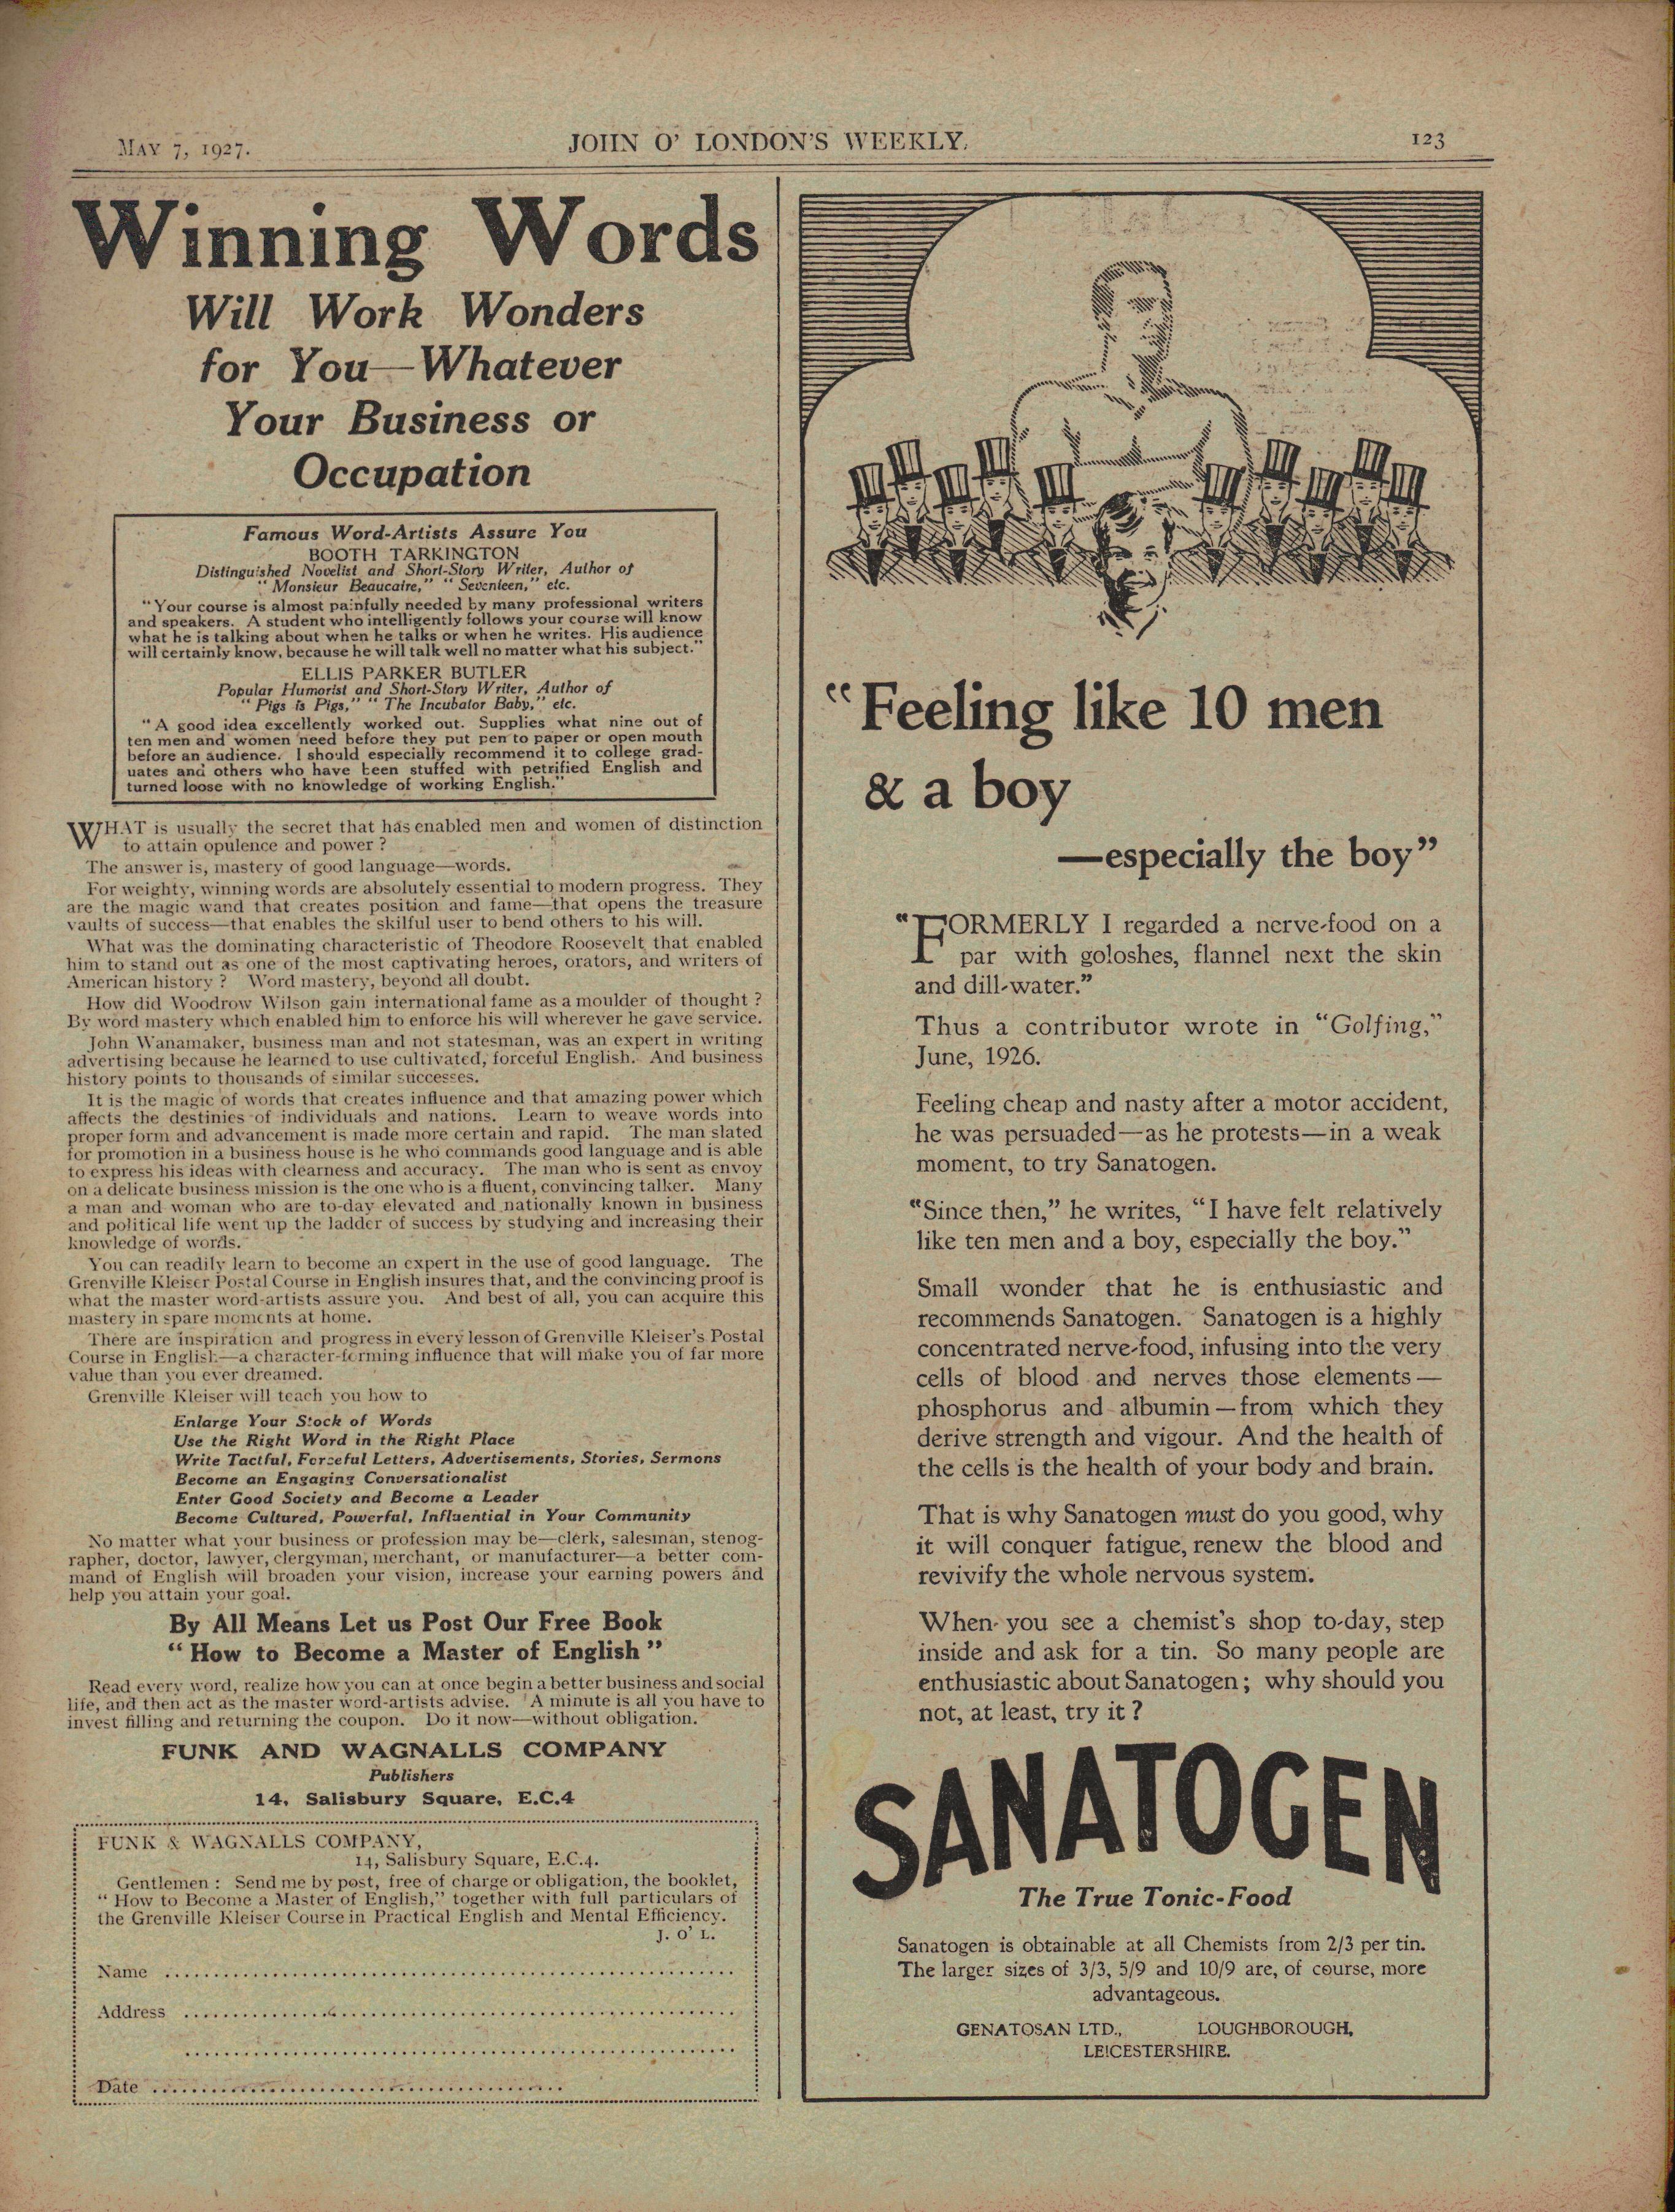 MAY 7, 1927.
JOHN O' LONDON'S WEEKLY.
123
Winning Words
Will Work Wonders
for You—Whatever
Your Business or
Occupation
Famous Word-Artists Assure You
BOOTH TARKINGTON
Distinguished Novelist and Short-Story Writer, Author of
"Monsieur Beaucaire," "Seventeen," etc.
"Your course is almost painfully needed by many professional writers
and speakers. A student who intelligently follows your course will know
what he is talking about when he talks or when he writes. His audience
will certainly know, because he will talk well no matter what his subject."
ELLIS PARKER BUTLER
Popular Humorist and Short-Story Writer, Author of
"Pigs is Pigs," "The Incubator Baby," etc.
"A good idea excellently worked out. Supplies what nine out of
ten men and women need before they put pen to paper or open mouth
before an audience. I should especially recommend it to college grad-
uates and others who have been stuffed with petrified English and
turned loose with no knowledge of working English."
WHAT is usually the secret that has enabled men and women of distinction
to attain opulence and power ?
The answer is, mastery of good language—words.
For weighty, winning words are absolutely essential to modern progress. They
are the magic wand that creates position and fame—that opens the treasure
vaults of success—that enables the skilful user to bend others to his will.
What was the dominating characteristic of Theodore Roosevelt that enabled
him to stand out as one of the most captivating heroes, orators, and writers of
American history ? Word mastery, beyond all doubt.
How did Woodrow Wilson gain international fame as a moulder of thought ?
By word mastery which enabled him to enforce his will wherever he gave service.
John Wanamaker, business man and not statesman, was an expert in writing
advertising because he learned to use cultivated, forceful English. And business
history points to thousands of similar successes.
It is the magic of words that creates influence and that amazing power which
affects the destinies of individuals and nations. Learn to weave words into
proper form and advancement is made more certain and rapid. The man slated
for promotion in a business house is he who commands good language and is able
to express his ideas with clearness and accuracy. The man who is sent as envoy
on a delicate business mission is the one who is a fluent, convincing talker. Many
a man and woman who are to-day elevated and nationally known in business
and political life went up the ladder of success by studying and increasing their
knowledge of words.
You can readily learn to become an expert in the use of good language. The
Grenville Kleiser Postal Course in English insures that, and the convincing proof is
what the master word-artists assure you. And best of all, you can acquire this
mastery in spare moments at home.
There are inspiration and progress in every lesson of Grenville Kleiser's Postal
Course in English—a character-forming influence that will make you of far more
value than you ever dreamed.
Grenville Kleiser will teach you how to
Enlarge Your Stock of Words
Use the Right Word in the Right Place
Write Tactful, Forceful Letters, Advertisements, Stories, Sermons
Become an Engaging Conversationalist
Enter Good Society and Become a Leader
Become Cultured, Powerful, Influential in Your Community
No matter what your business or profession may be—clerk, salesman, stenog-
rapher, doctor, lawyer, clergyman, merchant, or manufacturer—a better com-
mand of English will broaden your vision, increase your earning powers and
help you attain your goal.
By All Means Let us Post Our Free Book
"How to Become a Master of English"
Read every word, realize how you can at once begin a better business and social
life, and then act as the master word-artists advise. A minute is all you have to
invest filling and returning the coupon. Do it now—without obligation.
FUNK AND WAGNALLS COMPANY
Publishers
14, Salisbury Square, E.C.4
FUNK & WAGNALLS COMPANY,
14, Salisbury Square, E.C.4.
Gentlemen : Send me by post, free of charge or obligation, the booklet,
"How to Become a Master of English," together with full particulars of
the Grenville Kleiser Course in Practical English and Mental Efficiency.
J. O' L.
Name
Address
Date
"Feeling like 10 men
& a boy
—especially the boy"
"FORMERLY I regarded a nerve-food on a
par with goloshes, flannel next the skin
and dill-water."
Thus a contributor wrote in "Golfing,"
June, 1926.
Feeling cheap and nasty after a motor accident,
he was persuaded—as he protests—in a weak
moment, to try Sanatogen.
"Since then," he writes, "I have felt relatively
like ten men and a boy, especially the boy."
Small wonder that he is enthusiastic and
recommends Sanatogen. Sanatogen is a highly
concentrated nerve-food, infusing into the very
cells of blood and nerves those elements—
phosphorus and albumin—from which they
derive strength and vigour. And the health of
the cells is the health of your body and brain.
That is why Sanatogen must do you good, why
it will conquer fatigue, renew the blood and
revivify the whole nervous system.
When you see a chemist's shop to-day, step
inside and ask for a tin. So many people are
enthusiastic about Sanatogen; why should you
not, at least, try it ?
SANATOGEN
The True Tonic-Food
Sanatogen is obtainable at all Chemists from 2/3 per tin.
The larger sizes of 3/3, 5/9 and 10/9 are, of course, more
advantageous.
GENATOSAN LTD., LOUGHBOROUGH,
LEICESTERSHIRE.